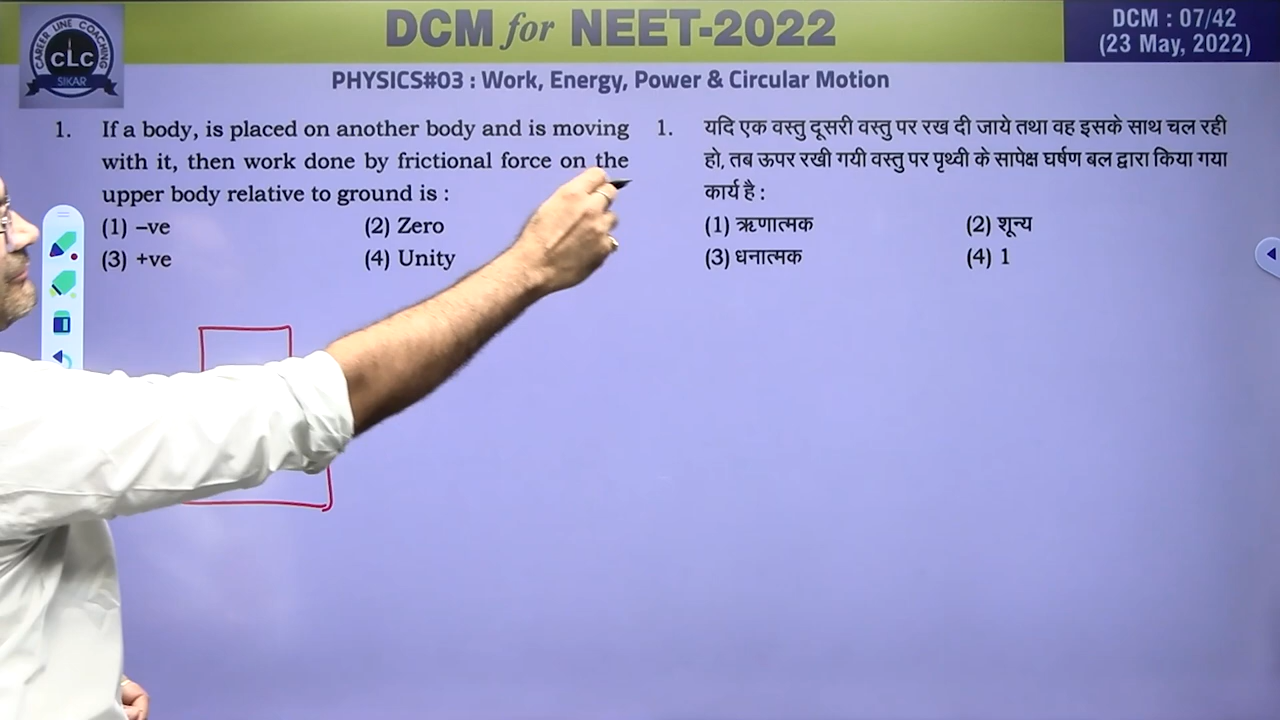 DCM for NEET-2022
DCM : 07/42
(23 May, 2022)
CAREER LINE COACHING
CLC
SIKAR
PHYSICS#03 : Work, Energy, Power & Circular Motion
1. If a body, is placed on another body and is moving
with it, then work done by frictional force on the
upper body relative to ground is :
(1) –ve (2) Zero
(3) +ve (4) Unity
1. यदि एक वस्तु दूसरी वस्तु पर रख दी जाये तथा वह इसके साथ चल रही
हो, तब ऊपर रखी गयी वस्तु पर पृथ्वी के सापेक्ष घर्षण बल द्वारा किया गया
कार्य है :
(1) ऋणात्मक (2) शून्य
(3) धनात्मक (4) 1